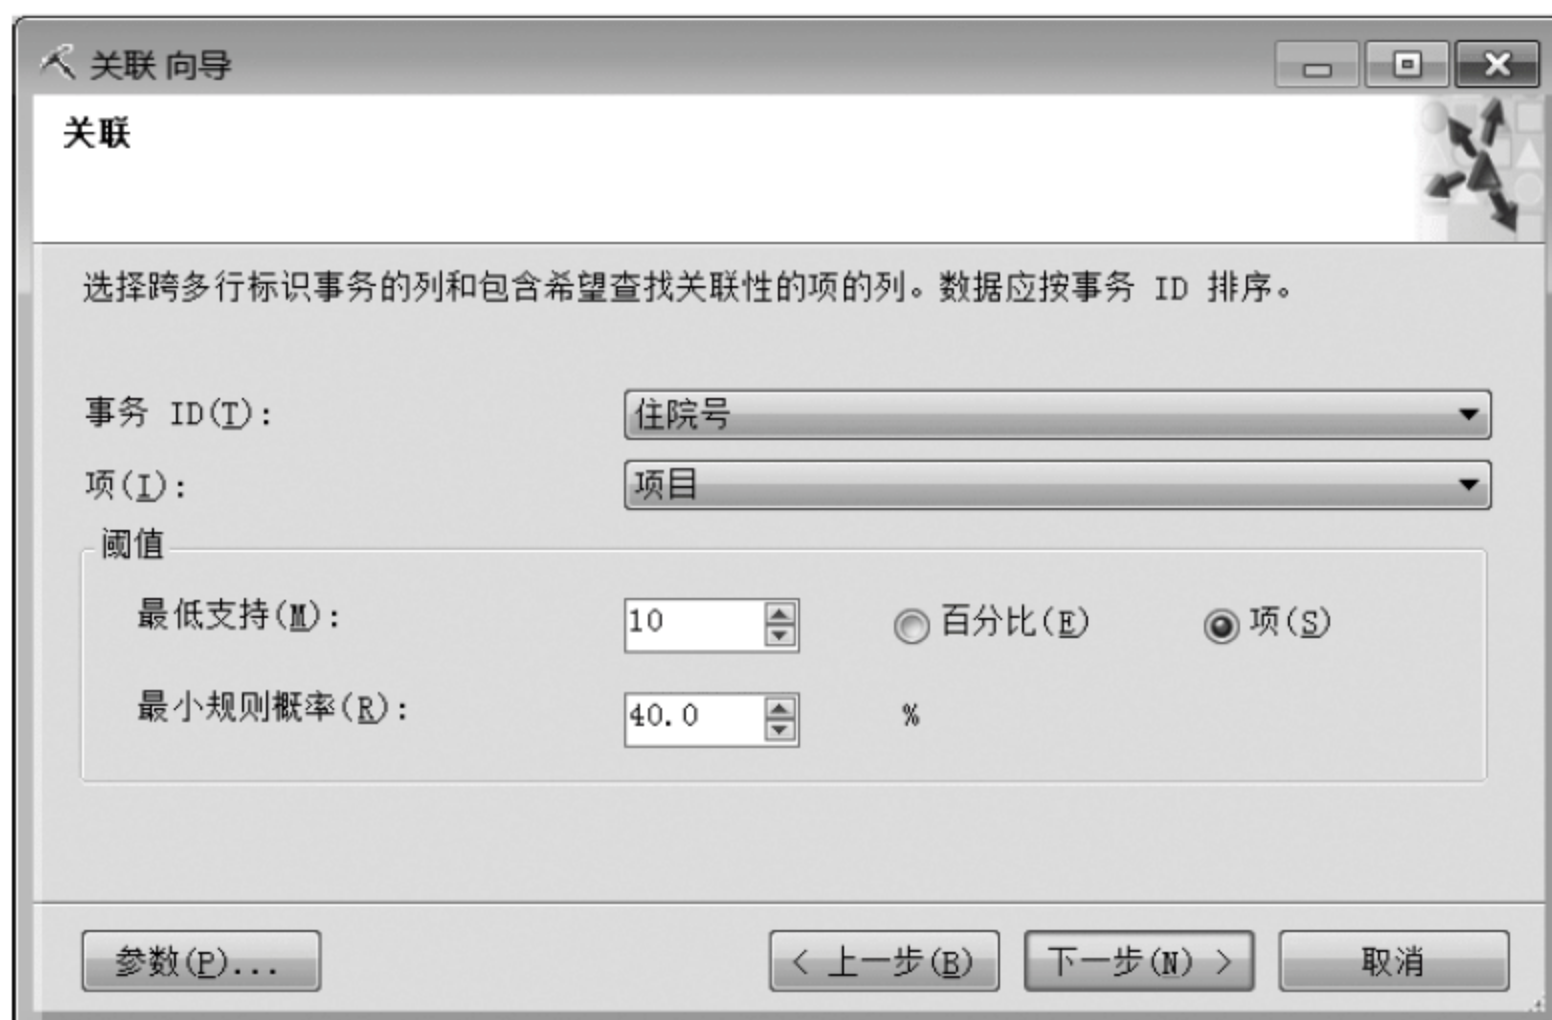 关联 向导
关联
选择跨多行标识事务的列和包含希望查找关联性的项的列。数据应按事务 ID 排序。
事务 ID(T): 住院号
项(I): 项目
阈值
最低支持(M): 10 百分比(E) 项(S)
最小规则概率(R): 40.0 %
参数(P)... < 上一步(B) 下一步(N) > 取消